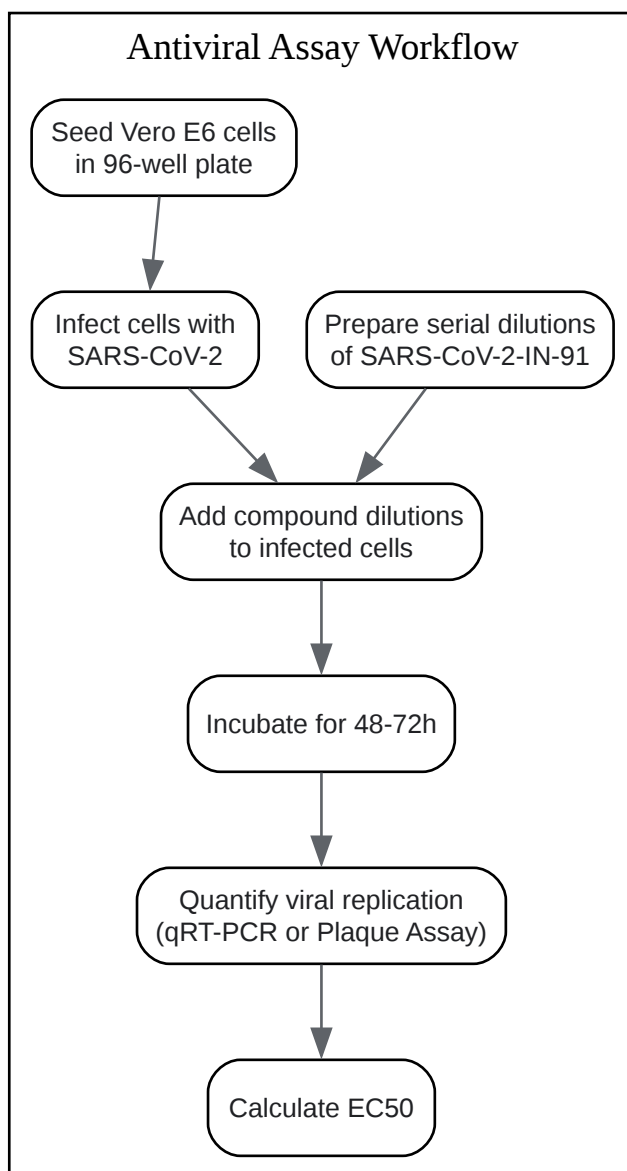 Antiviral Assay Workflow
Seed Vero E6 cells
in 96-well plate
Infect cells with
SARS-CoV-2
Prepare serial dilutions
of SARS-CoV-2-IN-91
Add compound dilutions
to infected cells
Incubate for 48-72h
Quantify viral replication
(qRT-PCR or Plaque Assay)
Calculate EC50